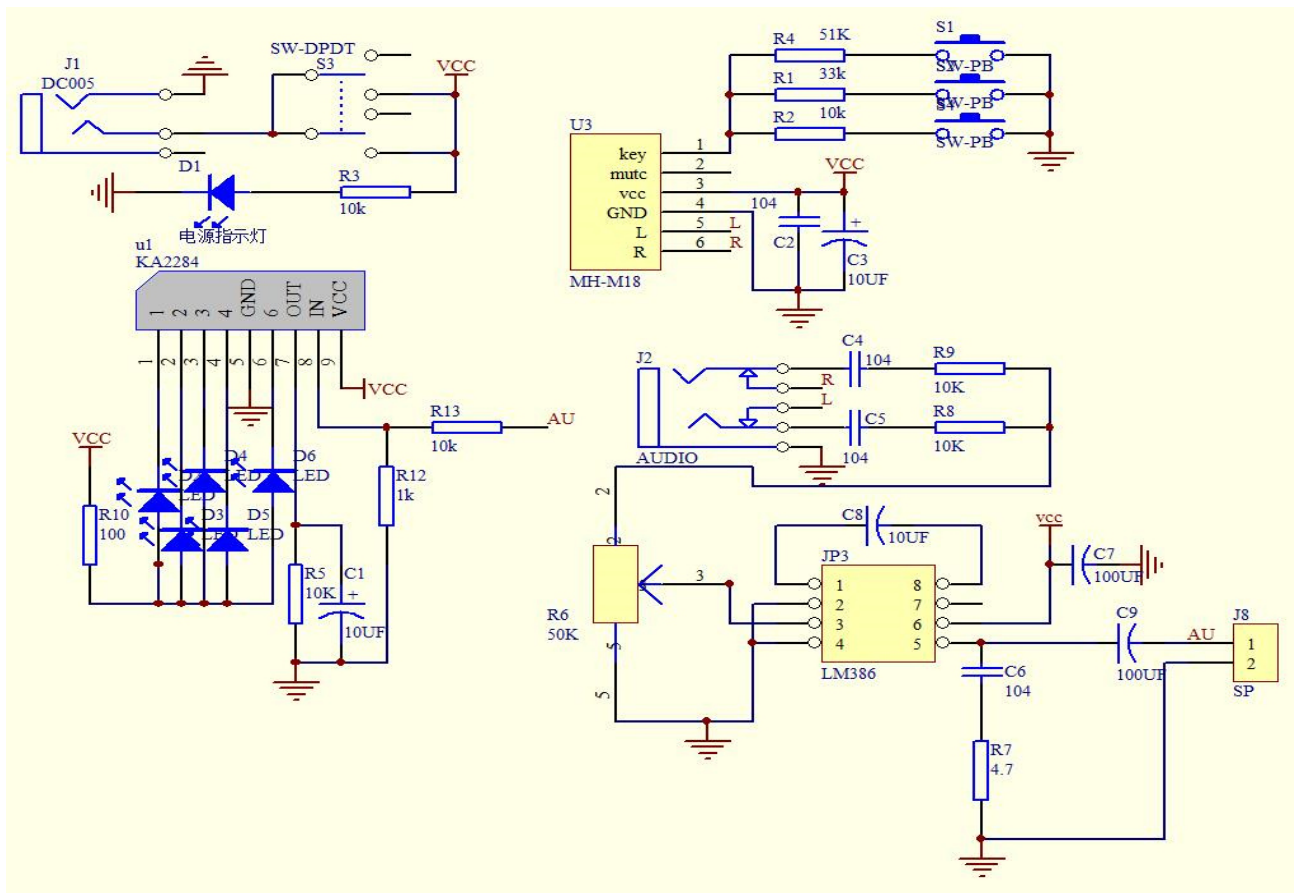 J1
DC005
SW-DPDT
S3
VCC
D1
R3
10k
电源指示灯
R4
51K
S1
SW-PB
R1
33k
SW-PB
R2
10k
S4
SW-PB
U3
key
mutc
vcc
GND
L
R
1
2
3
4
5
6
L
R
MH-M18
VCC
104
C2
C3
10UF
u1
KA2284
1
2
3
4
GND
6
OUT
IN
VCC
1
2
3
4
5
6
7
8
9
VCC
R13
10k
AU
VCC
R10
100
D4
LED
D6
LED
LED
D3
LED
D5
LED
R12
1k
R5
10K
C1
10UF
J2
AUDIO
C4
104
R9
10K
R
L
C5
104
R8
10K
2
2
R6
50K
3
5
5
C8
10UF
JP3
1
2
3
4
8
7
6
5
LM386
vcc
C7
100UF
C9
100UF
AU
J8
1
2
SP
C6
104
R7
4.7